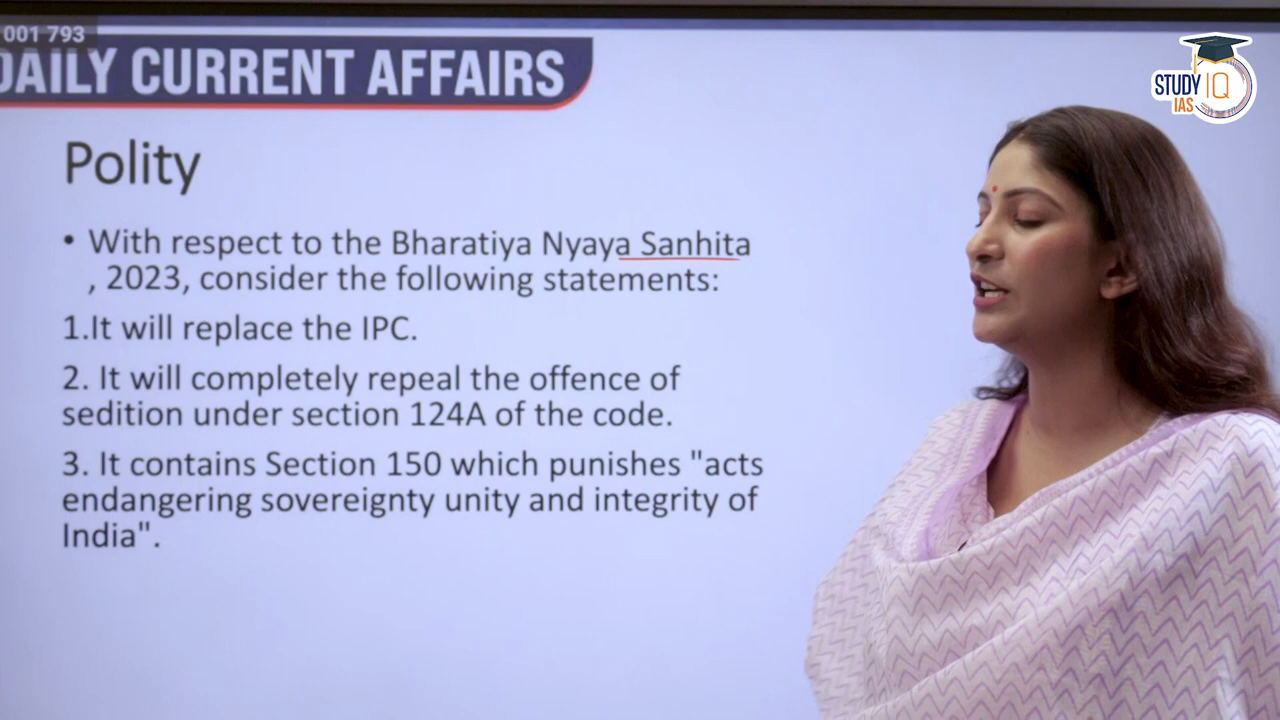 001 793
DAILY CURRENT AFFAIRS
STUDY IQ
IAS
Polity
• With respect to the Bharatiya Nyaya Sanhita
, 2023, consider the following statements:
1.It will replace the IPC.
2. It will completely repeal the offence of
sedition under section 124A of the code.
3. It contains Section 150 which punishes "acts
endangering sovereignty unity and integrity of
India".